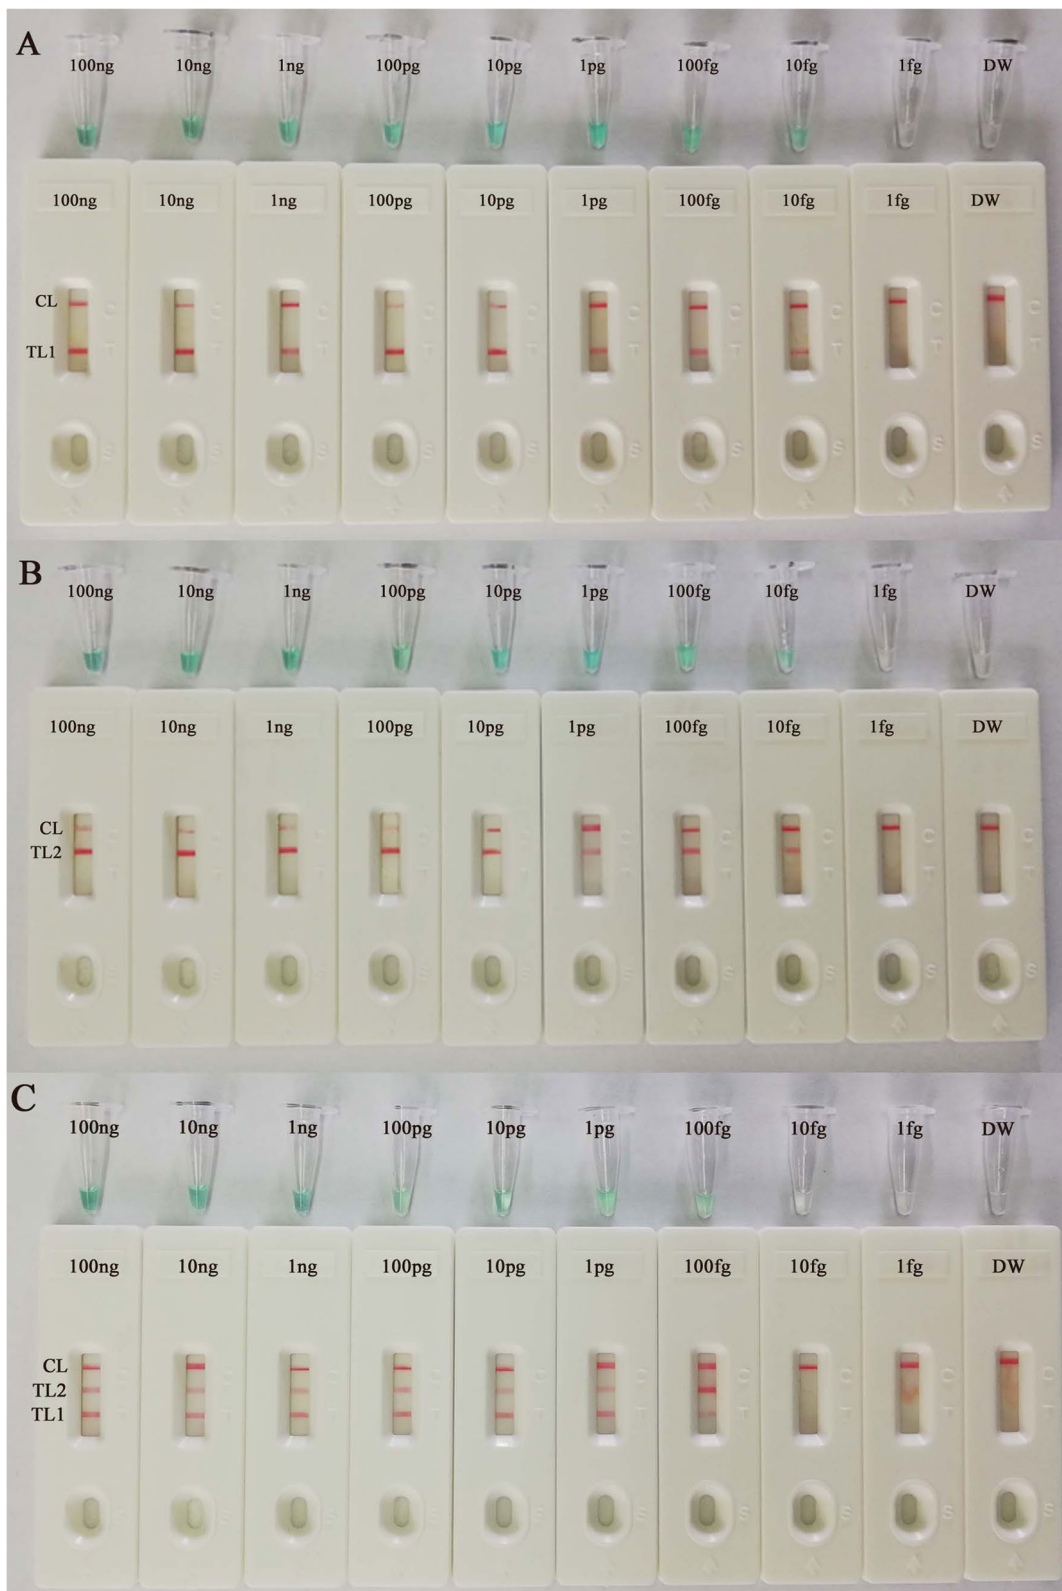 A
100ng 10ng 1ng 100pg 10pg 1pg 100fg 10fg 1fg DW
100ng 10ng 1ng 100pg 10pg 1pg 100fg 10fg 1fg DW
CL C C C C C C C C C C
TL1 T T T T T T T T T T
S S S S S S S S S S
B
100ng 10ng 1ng 100pg 10pg 1pg 100fg 10fg 1fg DW
100ng 10ng 1ng 100pg 10pg 1pg 100fg 10fg 1fg DW
CL C C C C C C C C C C
TL2
T T T T T T T T T T
S S S S S S S S S S
C
100ng 10ng 1ng 100pg 10pg 1pg 100fg 10fg 1fg DW
100ng 10ng 1ng 100pg 10pg 1pg 100fg 10fg 1fg DW
CL C C C C C C C C C C
TL2
TL1 T T T T T T T T T T
S S S S S S S S S S